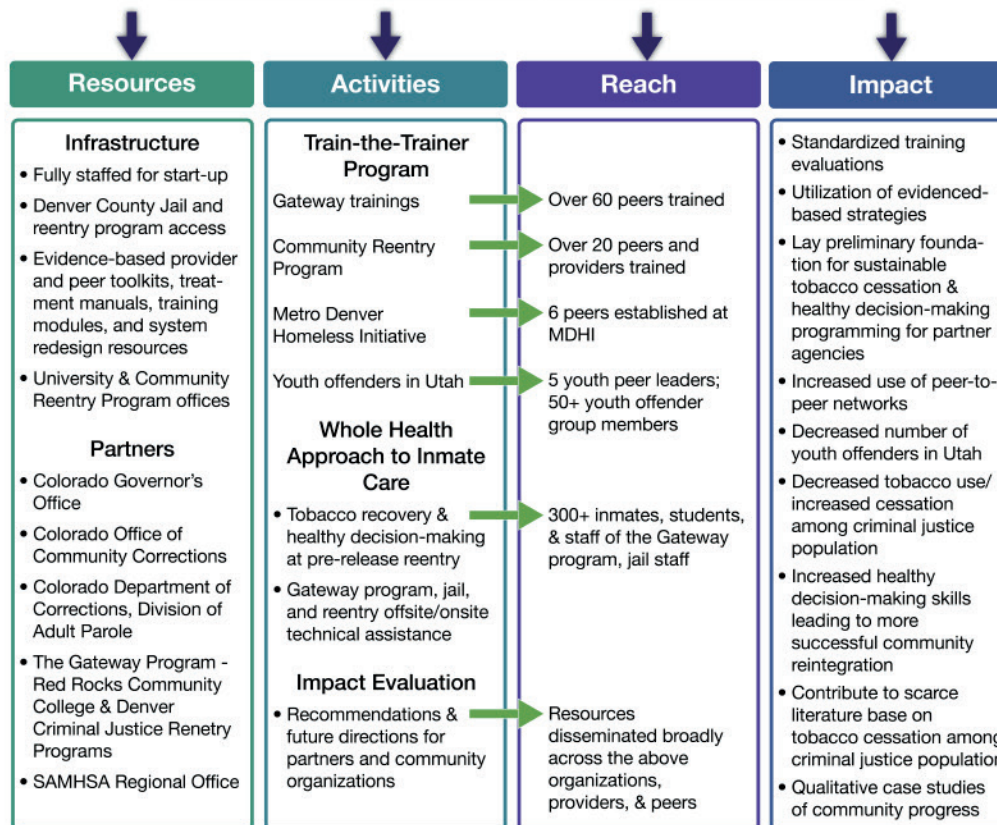 Resources
Infrastructure
• Fully staffed for start-up
• Denver County Jail and
reentry program access
• Evidence-based provider
and peer toolkits, treat-
ment manuals, training
modules, and system
redesign resources
• University & Community
Reentry Program offices
Partners
• Colorado Governor's
Office
• Colorado Office of
Community Corrections
• Colorado Department of
Corrections, Division of
Adult Parole
• The Gateway Program -
Red Rocks Community
College & Denver
Criminal Justice Renetry
Programs
• SAMHSA Regional Office
Activities
Train-the-Trainer
Program
Gateway trainings
Community Reentry
Program
Metro Denver
Homeless Initiative
Youth offenders in Utah
Whole Health
Approach to Inmate
Care
• Tobacco recovery &
healthy decision-making
at pre-release reentry
• Gateway program, jail,
and reentry offsite/onsite
technical assistance
Impact Evaluation
• Recommendations &
future directions for
partners and community
organizations
Reach
Over 60 peers trained
Over 20 peers and
providers trained
6 peers established at
MDHI
5 youth peer leaders;
50+ youth offender
group members
300+ inmates, students,
& staff of the Gateway
program, jail staff
Resources
disseminated broadly
across the above
organizations,
providers, & peers
Impact
• Standardized training
evaluations
• Utilization of evidenced-
based strategies
• Lay preliminary founda-
tion for sustainable
tobacco cessation &
healthy decision-making
programming for partner
agencies
• Increased use of peer-to-
peer networks
• Decreased number of
youth offenders in Utah
• Decreased tobacco use/
increased cessation
among criminal justice
population
• Increased healthy
decision-making skills
leading to more
successful community
reintegration
• Contribute to scarce
literature base on
tobacco cessation among
criminal justice population
• Qualitative case studies
of community progress